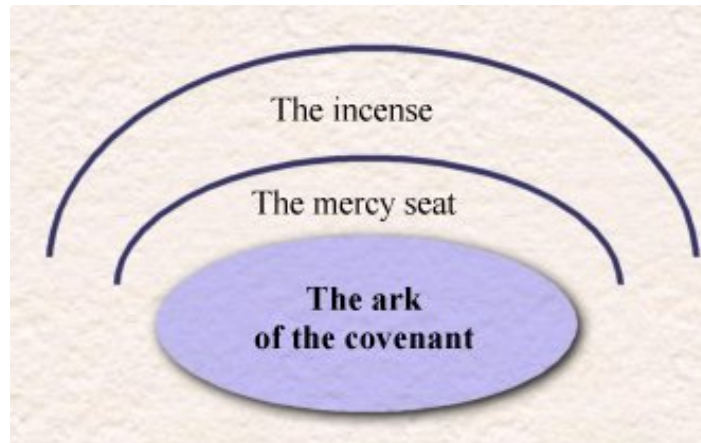 The incense
The mercy seat
The ark
of the covenant